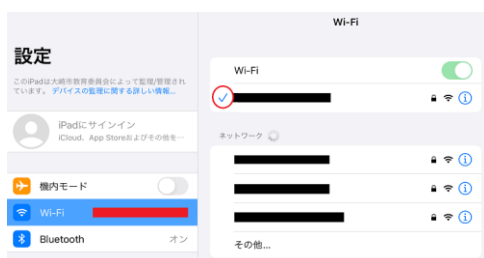 Wi-Fi
設定
このiPadは大崎市教育委員会によって監理/管理され
ています。デバイスの監理に関する詳しい情報...
iPadにサインイン
iCloud、App Storeおよびその他を…
機内モード
Wi-Fi
Bluetooth オン
Wi-Fi
ネットワーク
その他...